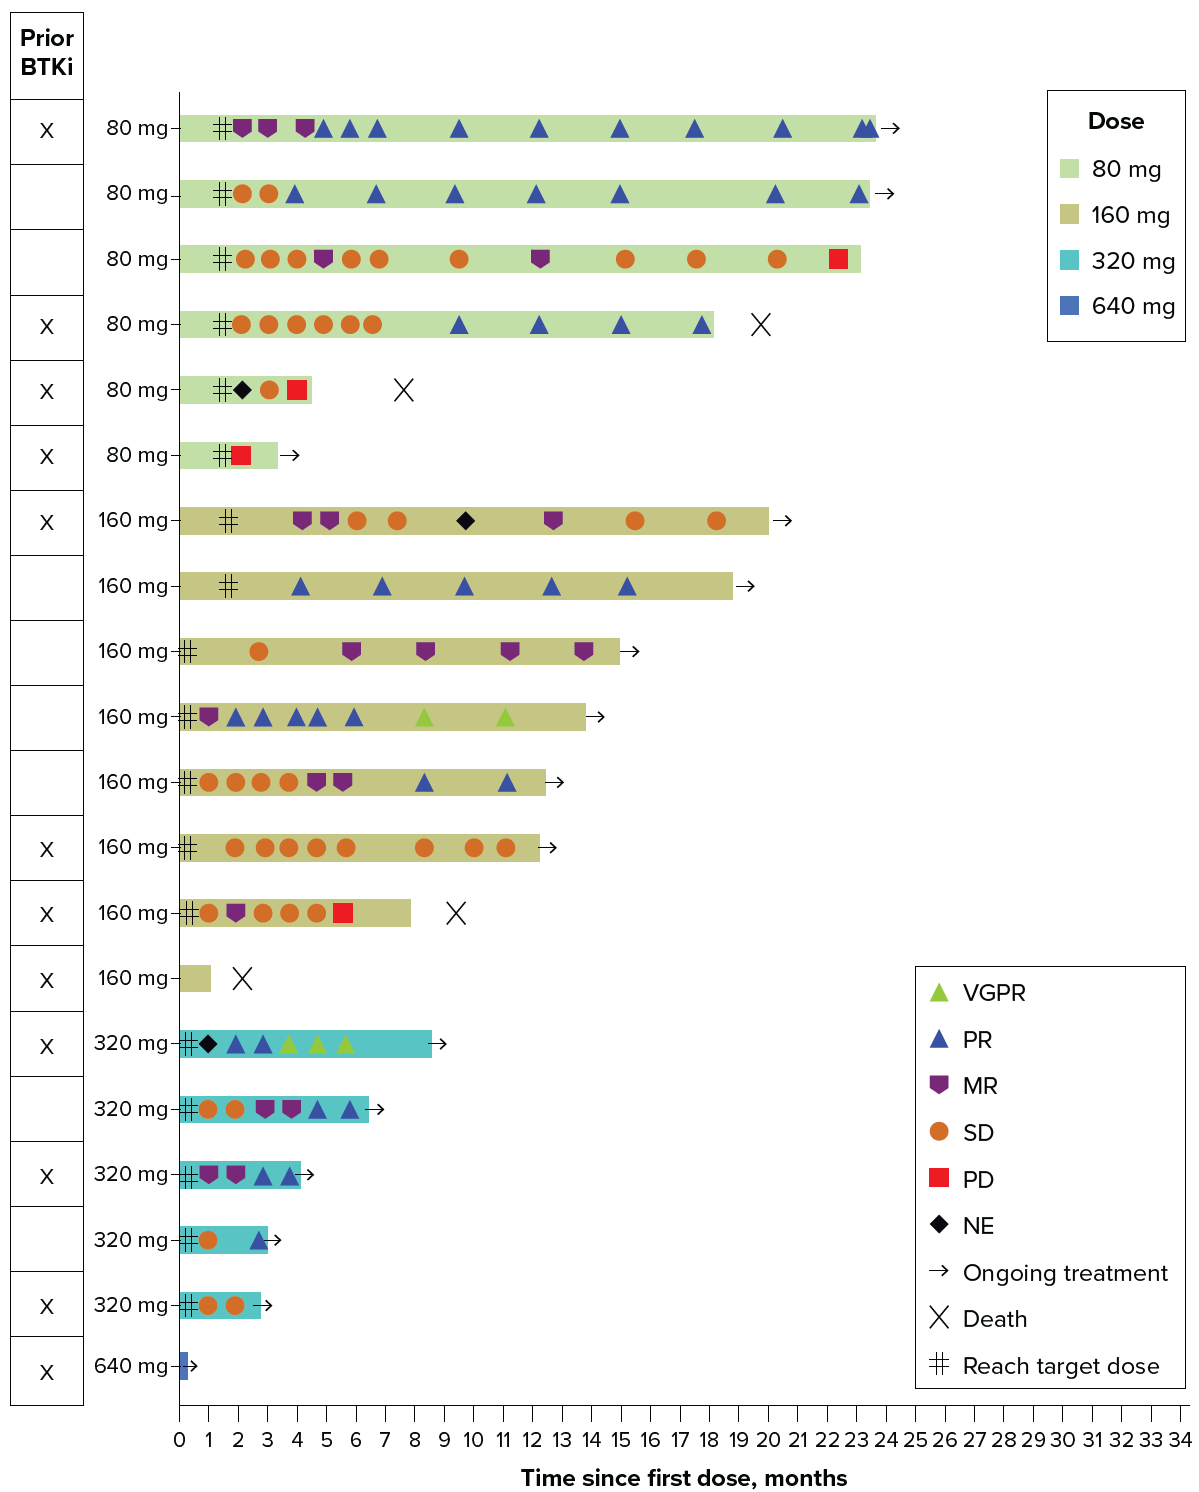 Prior
BTKi
X 80 mg
80 mg
80 mg
X 80 mg
X 80 mg
X 80 mg
X 160 mg
160 mg
160 mg
160 mg
160 mg
X 160 mg
X 160 mg
X 160 mg
X 320 mg
320 mg
X 320 mg
320 mg
X 320 mg
X 640 mg
Dose
80 mg
160 mg
320 mg
640 mg
VGPR
PR
MR
SD
PD
NE
Ongoing treatment
Death
Reach target dose
0 1 2 3 4 5 6 7 8 9 10 11 12 13 14 15 16 17 18 19 20 21 22 23 24 25 26 27 28 29 30 31 32 33 34
Time since first dose, months